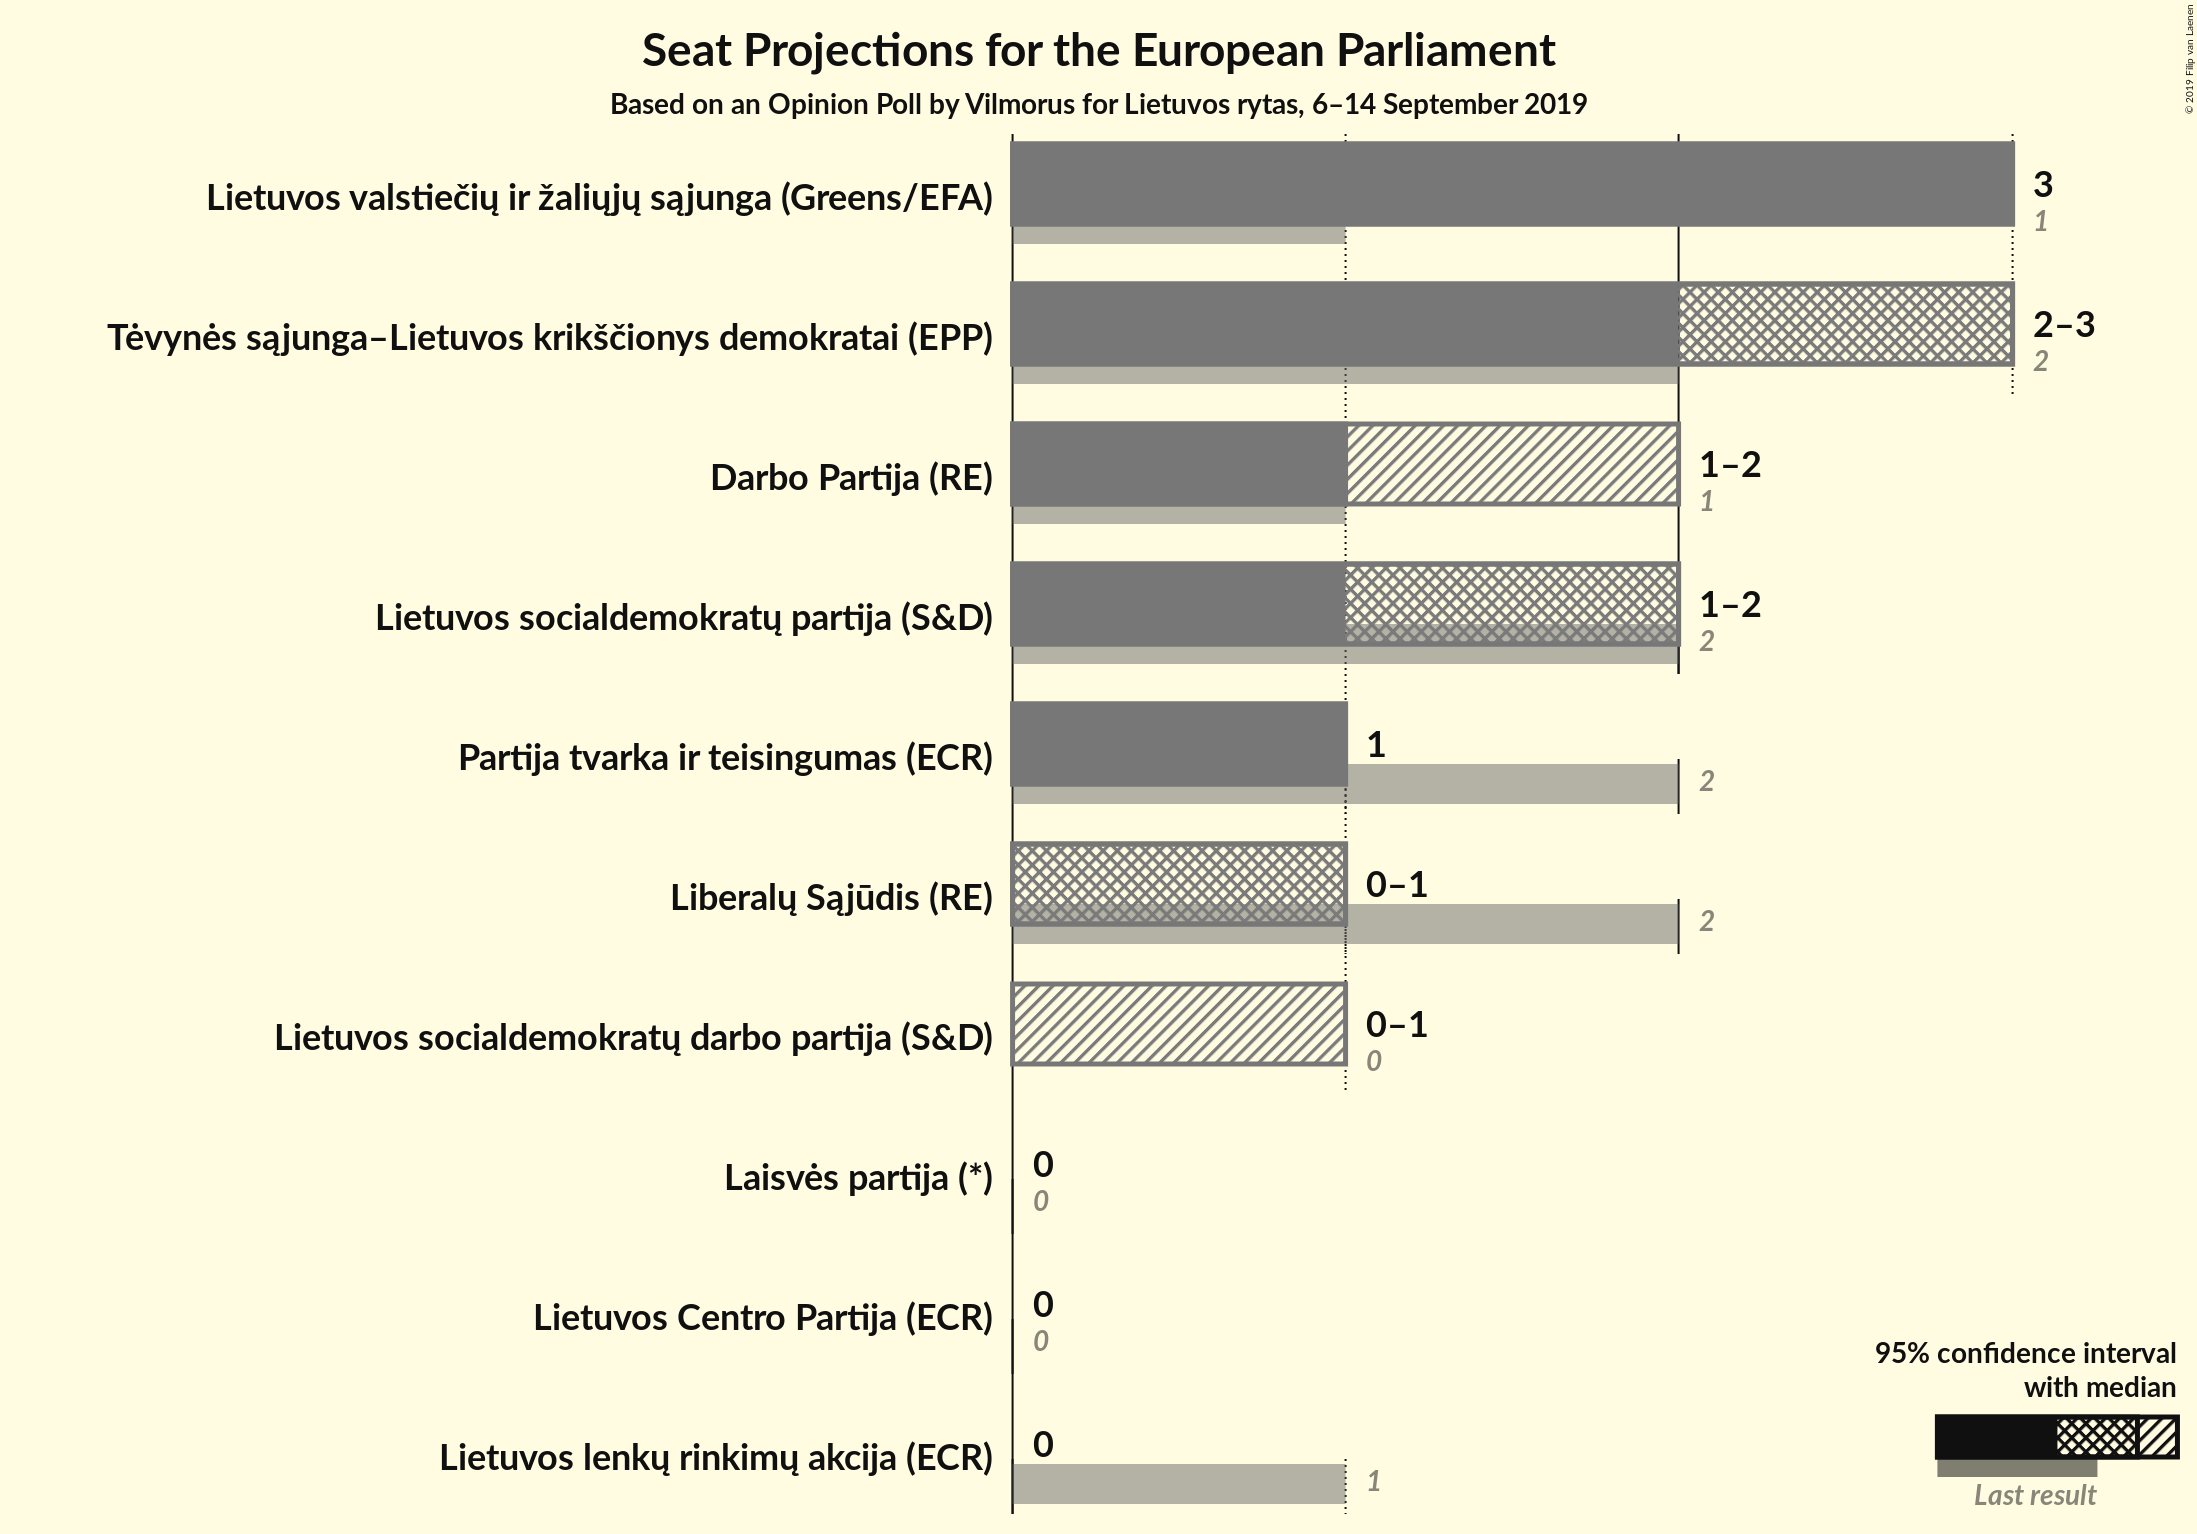 Seat Projections for the European Parliament
Based on an Opinion Poll by Vilmorus for Lietuvos rytas, 6–14 September 2019
© 2019 Filip van Laenen
Lietuvos valstiečių ir žaliųjų sąjunga (Greens/EFA)
3
1
Tėvynės sąjunga–Lietuvos krikščionys demokratai (EPP)
2–3
2
Darbo Partija (RE)
1–2
1
Lietuvos socialdemokratų partija (S&D)
1–2
2
Partija tvarka ir teisingumas (ECR)
1
2
Liberalų Sąjūdis (RE)
0–1
2
Lietuvos socialdemokratų darbo partija (S&D)
0–1
0
Laisvės partija (*)
0
0
Lietuvos Centro Partija (ECR)
0
0
Lietuvos lenkų rinkimų akcija (ECR)
0
1
95% confidence interval
with median
Last result